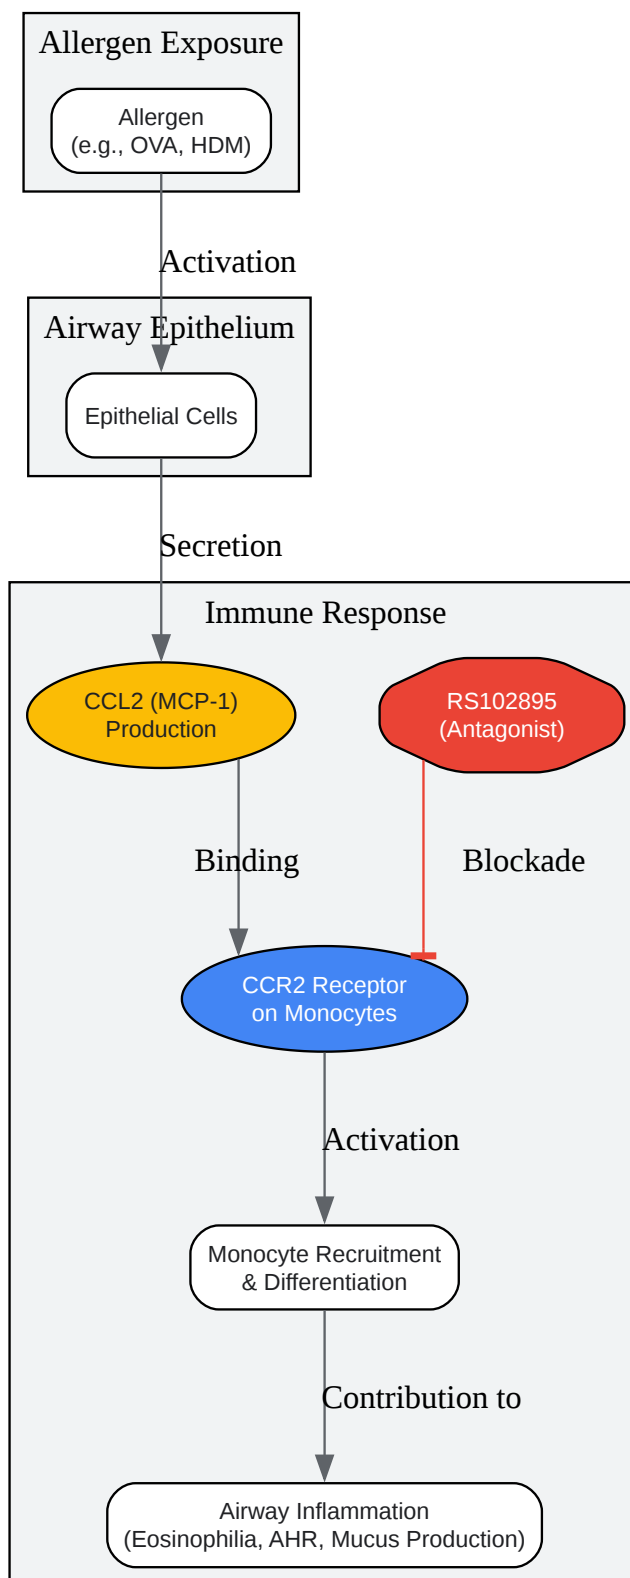 Allergen Exposure
Allergen
(e.g., OVA, HDM)
Activation
Airway Epithelium
Epithelial Cells
Secretion
Immune Response
CCL2 (MCP-1)
Production
RS102895
(Antagonist)
Binding
Blockade
CCR2 Receptor
on Monocytes
Activation
Monocyte Recruitment
& Differentiation
Contribution to
Airway Inflammation
(Eosinophilia, AHR, Mucus Production)